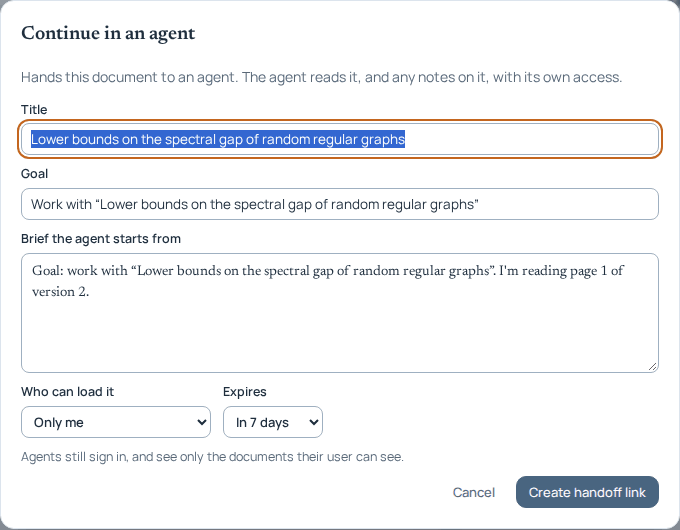 Continue in an agent
Hands this document to an agent. The agent reads it, and any notes on it, with its own access.
Title
Lower bounds on the spectral gap of random regular graphs
Goal
Work with “Lower bounds on the spectral gap of random regular graphs”
Brief the agent starts from
Goal: work with “Lower bounds on the spectral gap of random regular graphs”. I'm reading page 1 of
version 2.
Who can load it
Expires
Only me
In 7 days
Agents still sign in, and see only the documents their user can see.
Cancel
Create handoff link